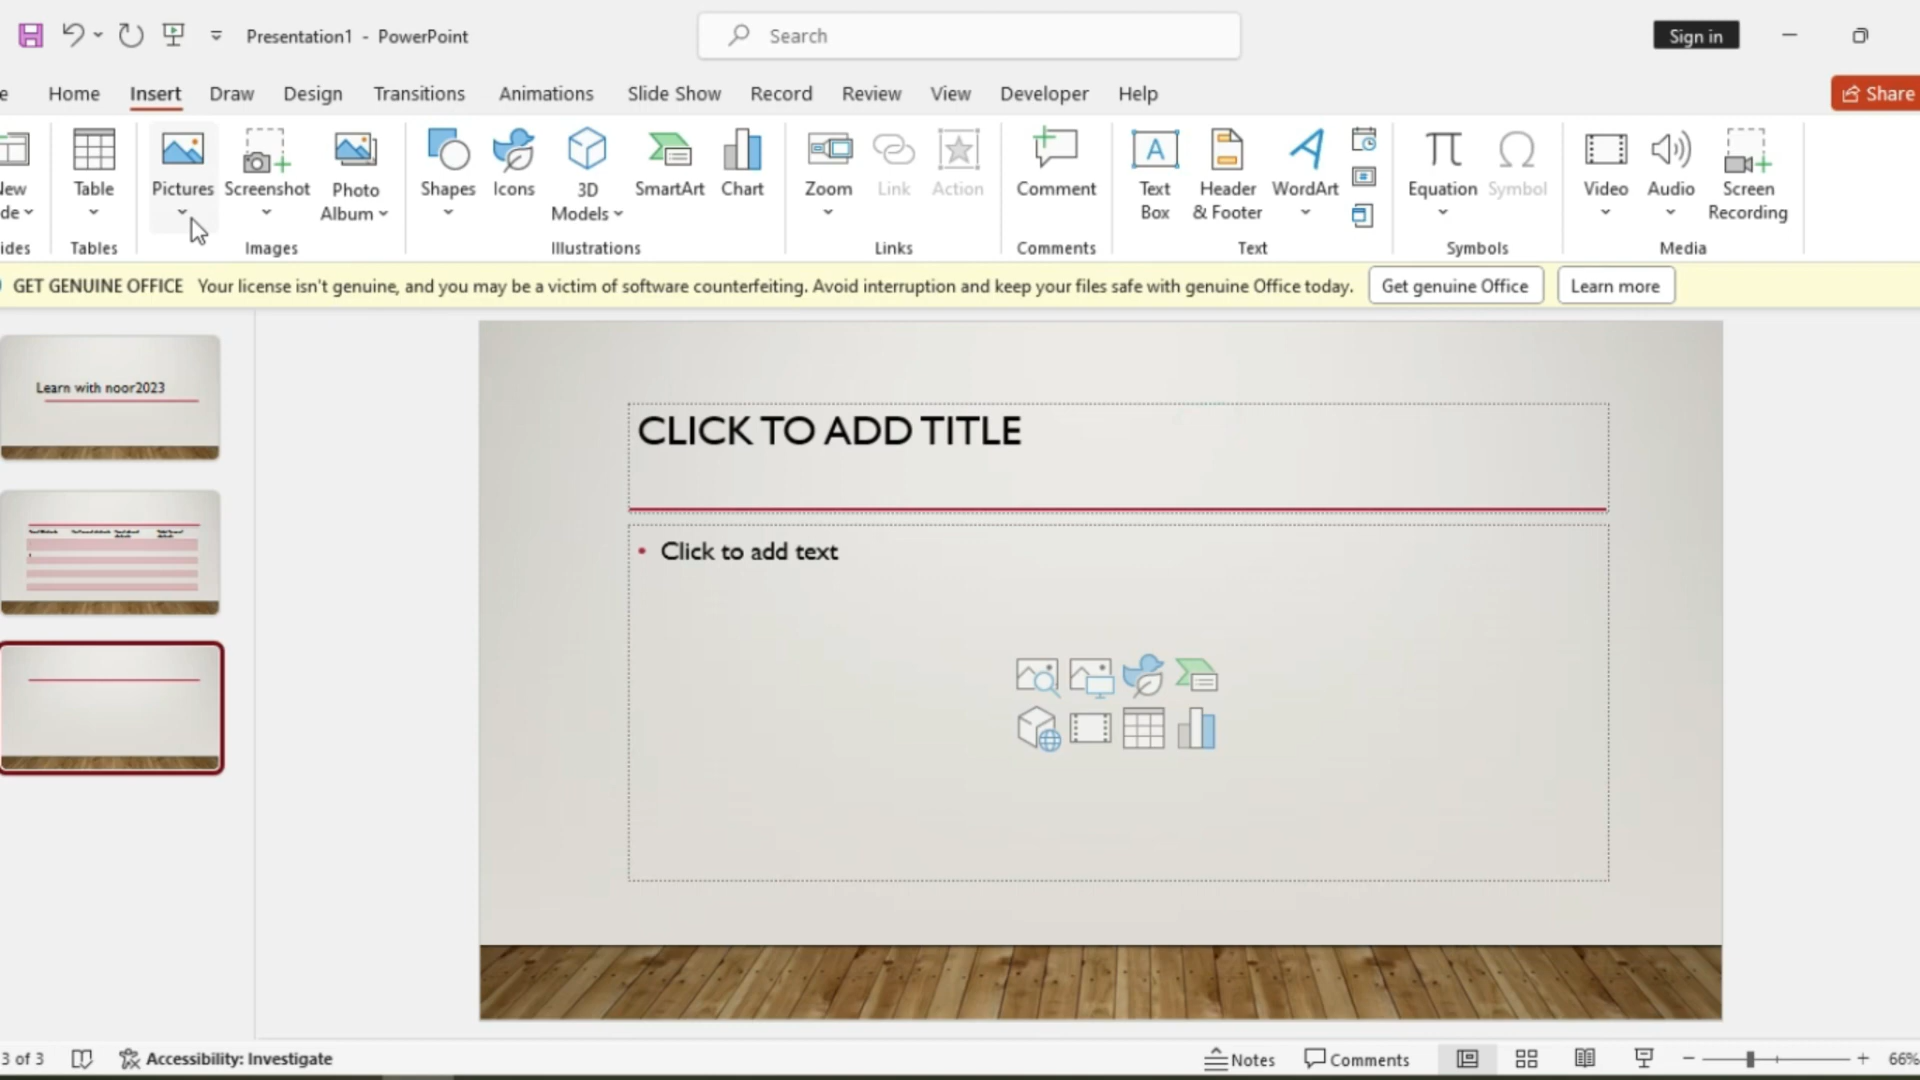 Presentation1 - PowerPoint
Search
Sign in
Home Insert Draw Design Transitions Animations Slide Show Record Review View Developer Help
Share
Table
Pictures
Screenshot
Photo
Album
Shapes
Icons
3D
Models
SmartArt
Chart
Zoom
Link
Action
Comment
Text
Box
Header
& Footer
WordArt
Equation
Symbol
Video
Audio
Screen
Recording
Tables
Images
Illustrations
Links
Comments
Text
Symbols
Media
GET GENUINE OFFICE Your license isn't genuine, and you may be a victim of software counterfeiting. Avoid interruption and keep your files safe with genuine Office today. Get genuine Office Learn more
Learn with noor2023
CLICK TO ADD TITLE
• Click to add text
3 of 3
Accessibility: Investigate
Notes
Comments
66%